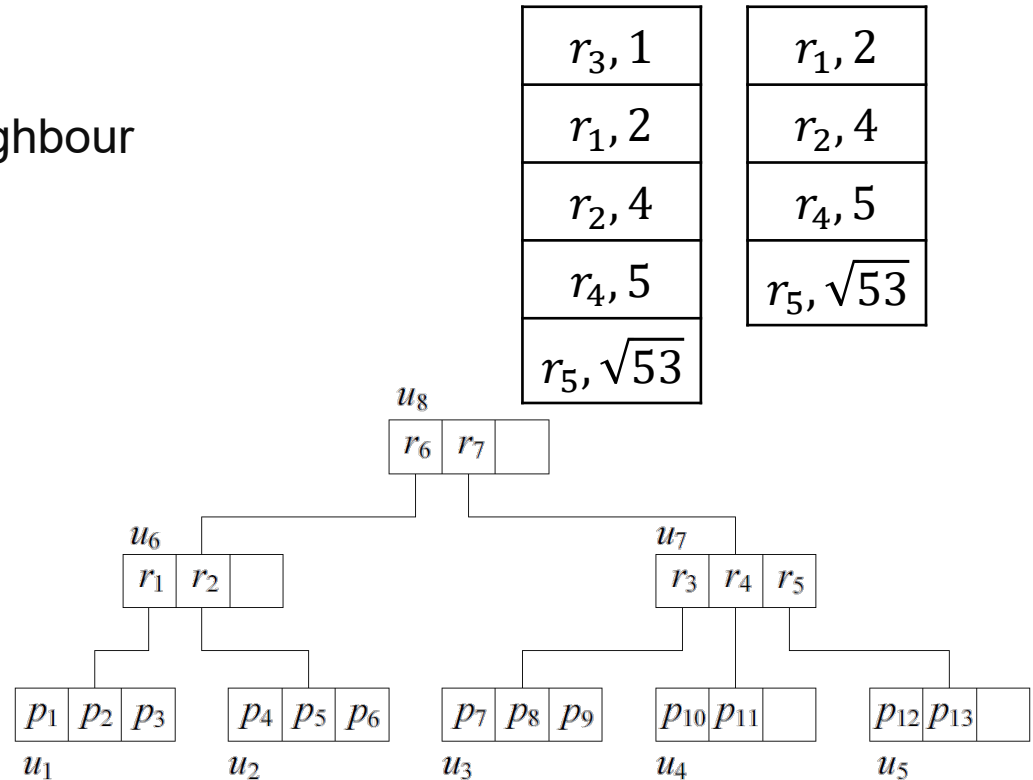 ghbour
r₃, 1
r₁, 2
r₂, 4
r₄, 5
r₅, √53
r₁, 2
r₂, 4
r₄, 5
r₅, √53
u₈
r₆ r₇
u₆
r₁ r₂
u₇
r₃ r₄ r₅
p₁ p₂ p₃
u₁
p₄ p₅ p₆
u₂
p₇ p₈ p₉
u₃
p₁₀ p₁₁
u₄
p₁₂ p₁₃
u₅